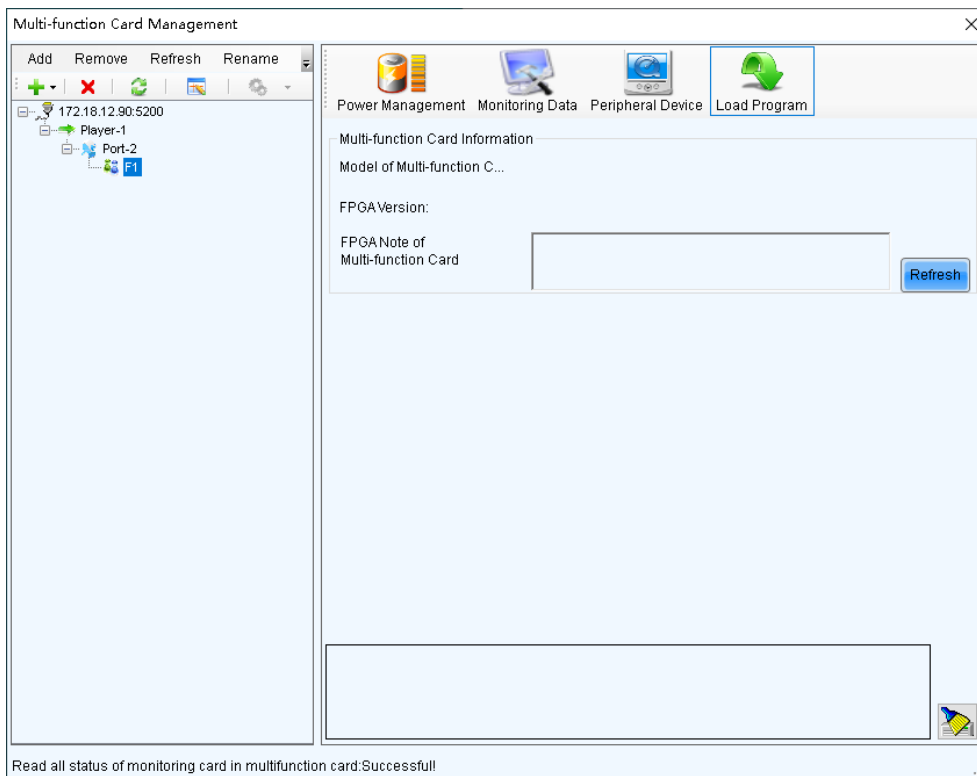 Multi-function Card Management
Add Remove Refresh Rename
172.18.12.90:5200
Player-1
Port-2
F1
Power Management Monitoring Data Peripheral Device Load Program
Multi-function Card Information
Model of Multi-function C...
FPGA Version:
FPGA Note of
Multi-function Card
Refresh
Read all status of monitoring card in multifunction card:Successful!